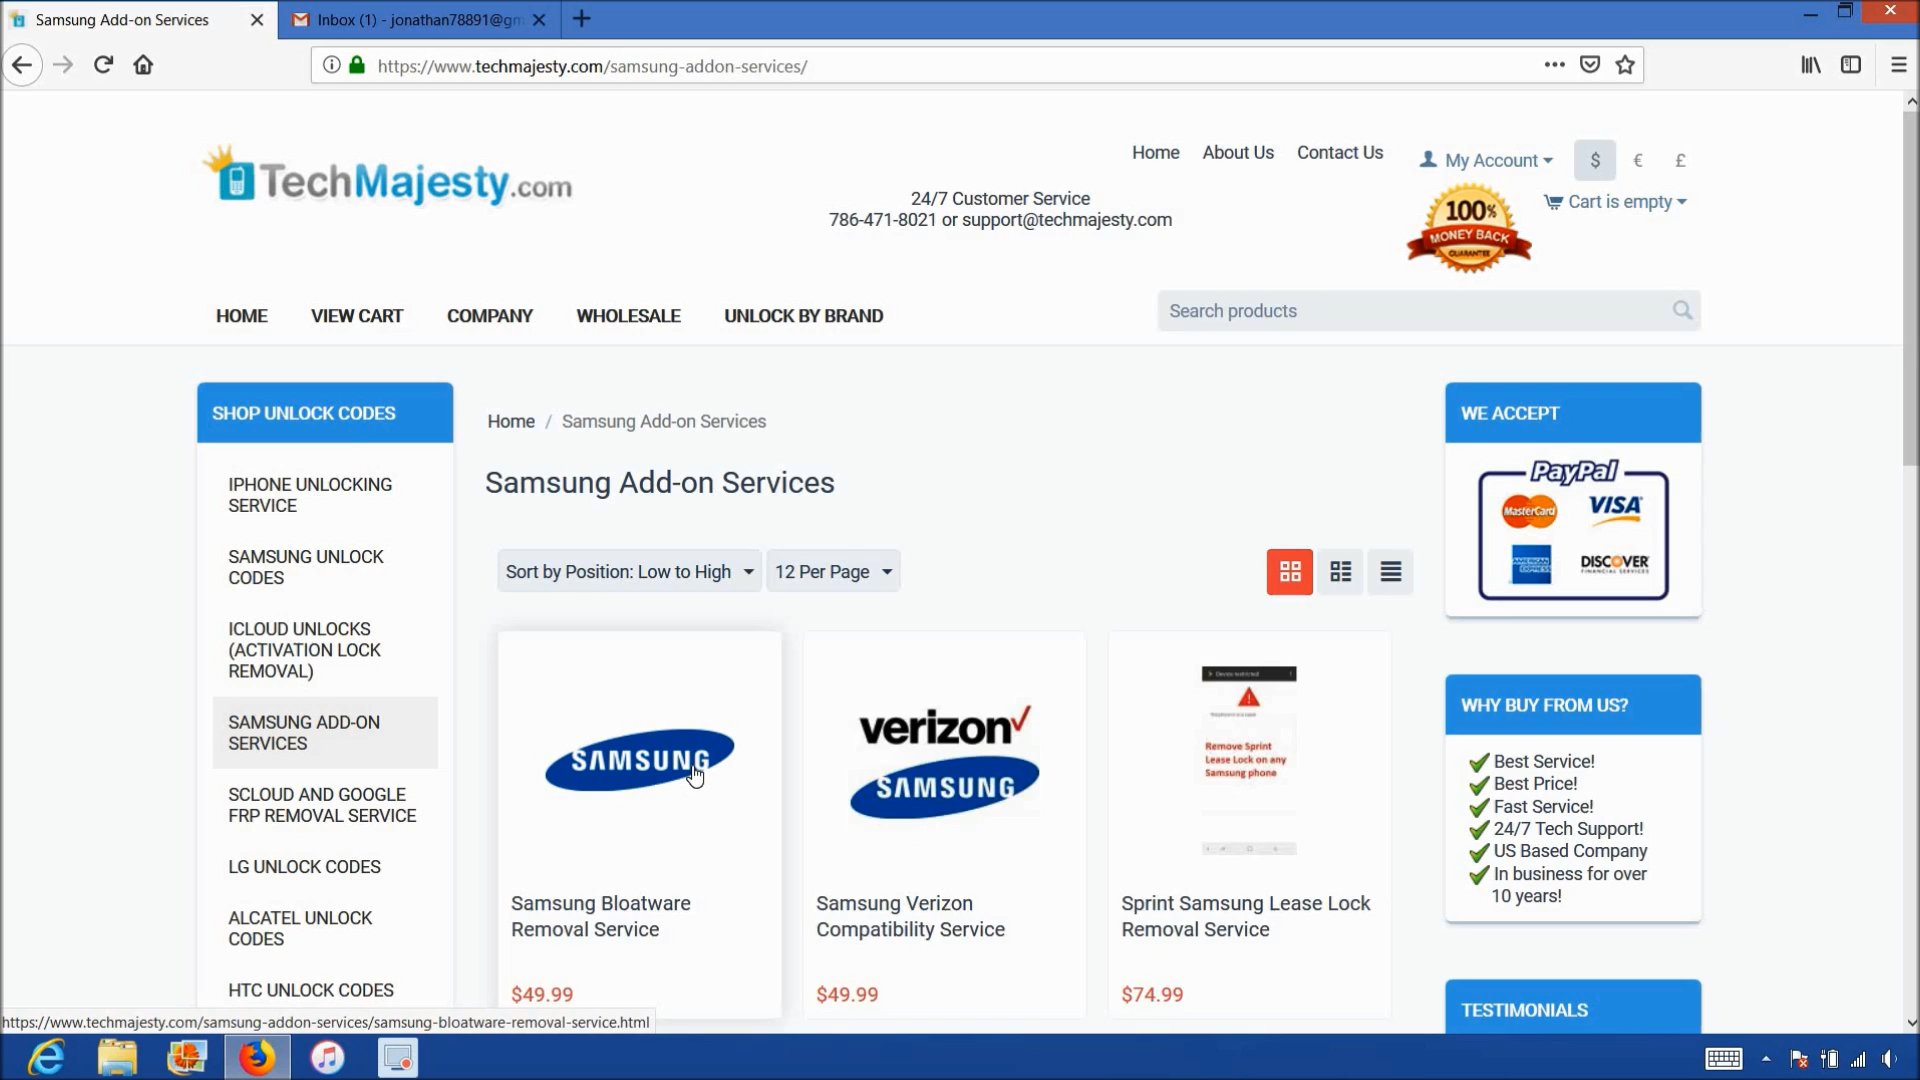 Samsung Add-on Services
Inbox (1) - jonathan78891@gm
https://www.techmajesty.com/samsung-addon-services/
TechMajesty.com
Home About Us Contact Us
My Account
$ € £
24/7 Customer Service
786-471-8021 or support@techmajesty.com
Cart is empty
100%
MONEY BACK
GUARANTEE
HOME VIEW CART COMPANY WHOLESALE UNLOCK BY BRAND
Search products
SHOP UNLOCK CODES
IPHONE UNLOCKING
SERVICE
SAMSUNG UNLOCK
CODES
ICLOUD UNLOCKS
(ACTIVATION LOCK
REMOVAL)
SAMSUNG ADD-ON
SERVICES
SCLOUD AND GOOGLE
FRP REMOVAL SERVICE
LG UNLOCK CODES
ALCATEL UNLOCK
CODES
HTC UNLOCK CODES
Home / Samsung Add-on Services
Samsung Add-on Services
Sort by Position: Low to High
12 Per Page
SAMSUNG
Samsung Bloatware
Removal Service
$49.99
verizon
SAMSUNG
Samsung Verizon
Compatibility Service
$49.99
Device restricted
Remove Sprint
Lease Lock on any
Samsung phone
Sprint Samsung Lease Lock
Removal Service
$74.99
WE ACCEPT
PayPal
MasterCard VISA
AMERICAN EXPRESS
DISCOVER
FINANCIAL SERVICES
WHY BUY FROM US?
Best Service!
Best Price!
Fast Service!
24/7 Tech Support!
US Based Company
In business for over
10 years!
TESTIMONIALS
https://www.techmajesty.com/samsung-addon-services/samsung-bloatware-removal-service.html